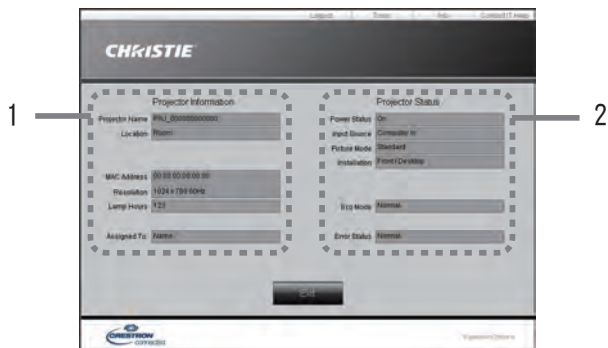 Logout Tools Info Contact IT Help
CHRISTIE
1
2
Projector Information
Projector Status
Projector Name PRJ_000000000000
Power Status On
Location Room
Input Source Computer In
Picture Mode Standard
Installation Front / Desktop
MAC Address 00:00:00:00:00:00
Resolution 1024 x 768 60Hz
Lamp Hours 123
Eco Mode Normal
Assigned To Name
Error Status Normal
Exit
CRESTRON
connected
Expansion Options